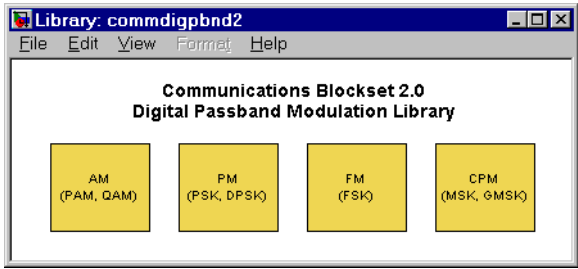 Library: commdigpbnd2
File Edit View Format Help
Communications Blockset 2.0
Digital Passband Modulation Library
AM
(PAM, QAM)
PM
(PSK, DPSK)
FM
(FSK)
CPM
(MSK, GMSK)